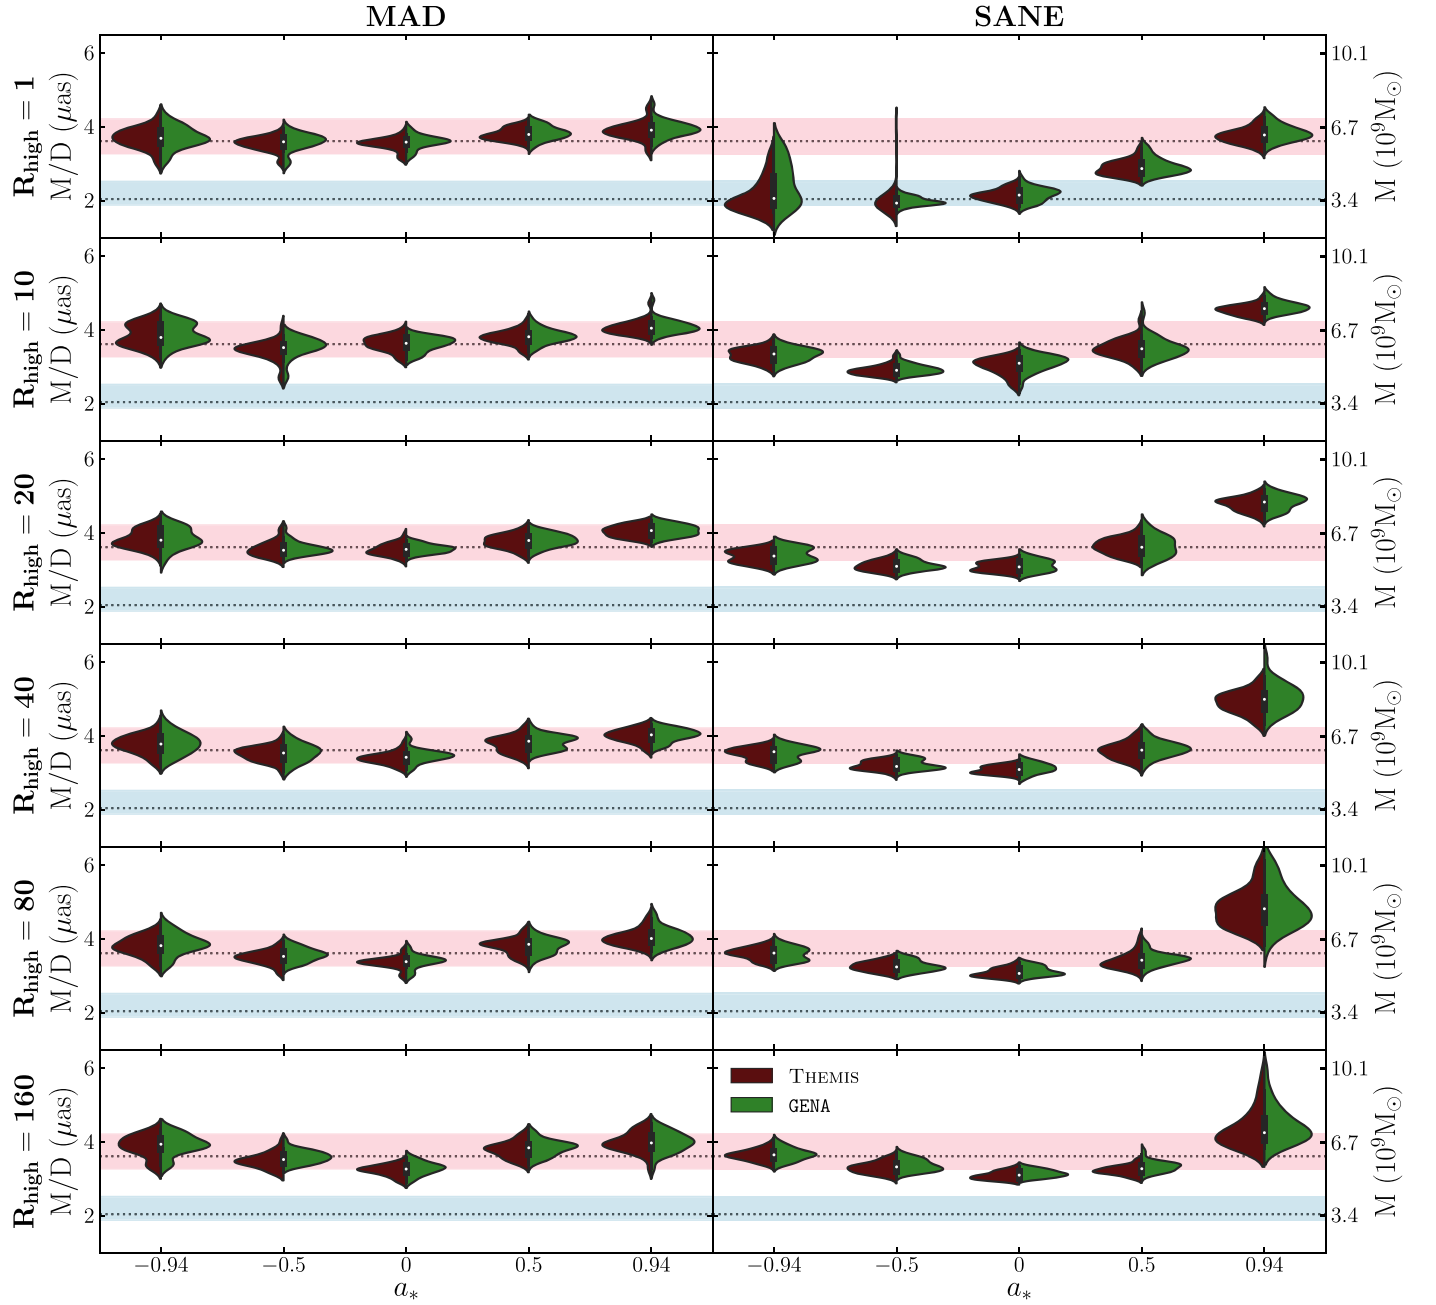 MAD SANE
R_high = 1
M/D (μas)
6
4
2
10.1
6.7
3.4
M (10⁹M⊙)
R_high = 10
M/D (μas)
6
4
2
10.1
6.7
3.4
M (10⁹M⊙)
R_high = 20
M/D (μas)
6
4
2
10.1
6.7
3.4
M (10⁹M⊙)
R_high = 40
M/D (μas)
6
4
2
10.1
6.7
3.4
M (10⁹M⊙)
R_high = 80
M/D (μas)
6
4
2
10.1
6.7
3.4
M (10⁹M⊙)
R_high = 160
M/D (μas)
6
4
2
THEMIS
GENA
10.1
6.7
3.4
M (10⁹M⊙)
−0.94 −0.5 0 0.5 0.94 −0.94 −0.5 0 0.5 0.94
a* a*